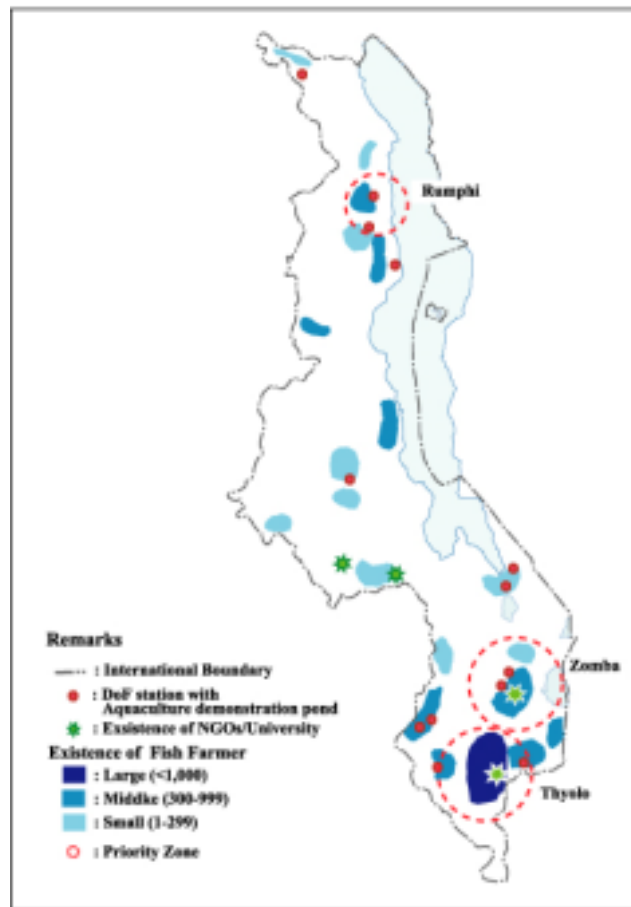 Rumphi
Zomba
Thyolo
Remarks
: International Boundary
: DoF station with
Aquaculture demonstration pond
: Exsistence of NGOs/University
Existence of Fish Farmer
: Large (<1,000)
: Middke (300-999)
: Small (1-299)
: Priority Zone